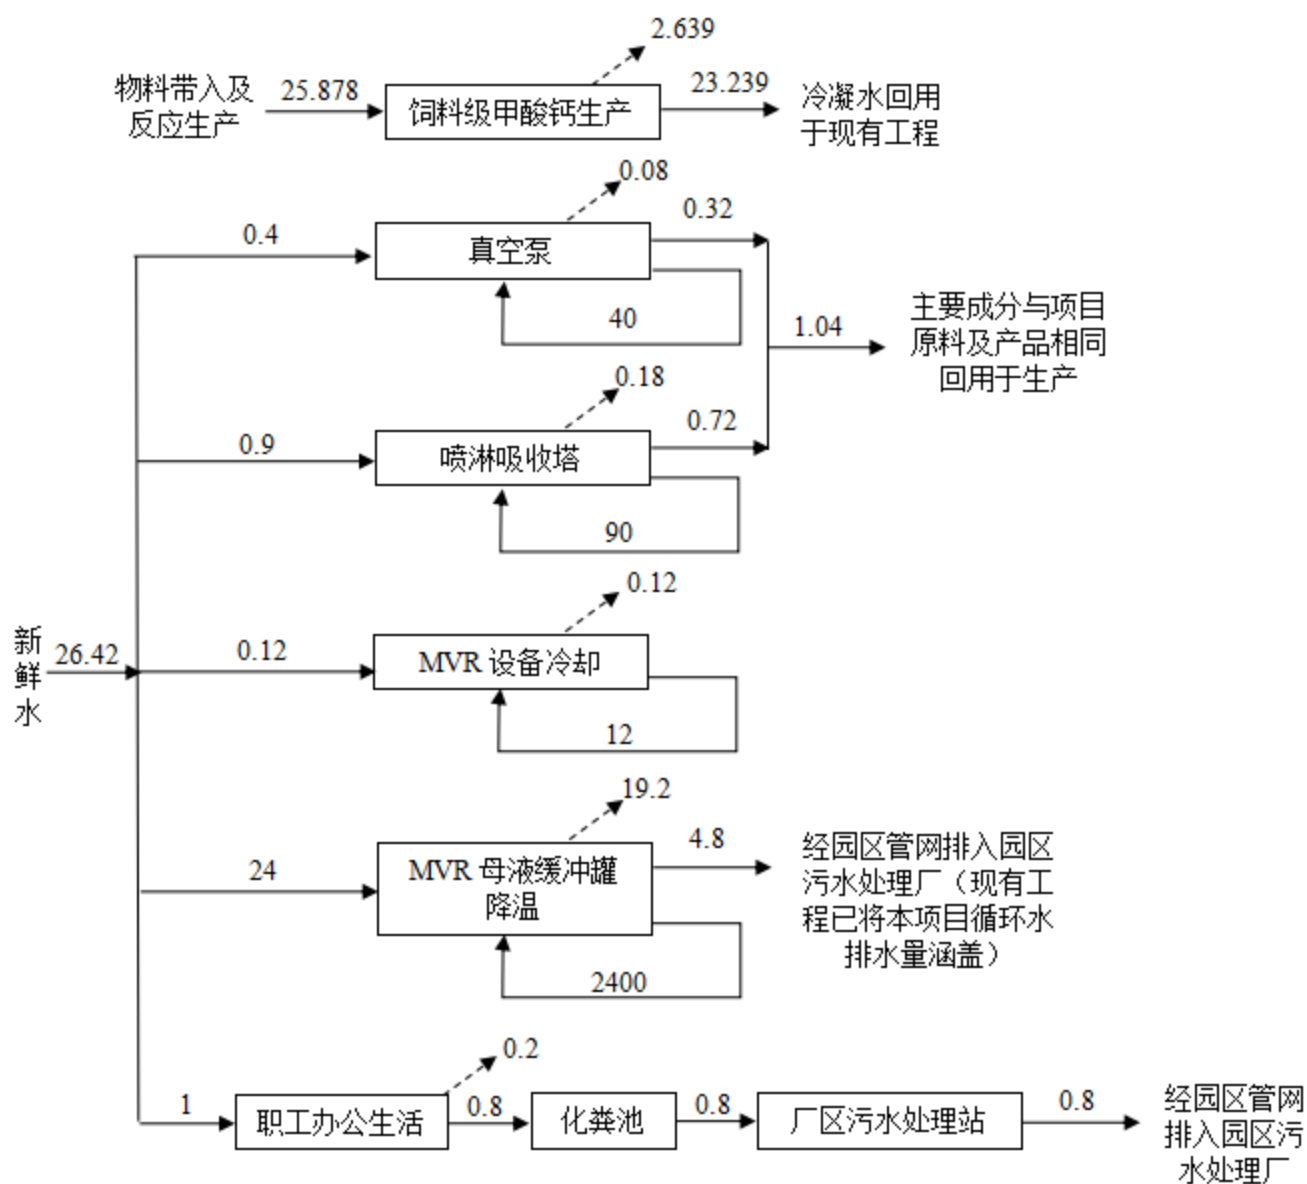 2.639
物料带入及
反应生产
25.878
饲料级甲酸钙生产
23.239
冷凝水回用
于现有工程
0.08
0.4
真空泵
0.32
40
1.04
主要成分与项目
原料及产品相同
回用于生产
0.18
0.9
喷淋吸收塔
0.72
90
新
鲜
水
26.42
0.12
0.12
MVR 设备冷却
12
19.2
24
MVR 母液缓冲罐
降温
4.8
2400
经园区管网排入园区
污水处理厂（现有工
程已将本项目循环水
排水量涵盖）
0.2
1
职工办公生活
0.8
化粪池
0.8
厂区污水处理站
0.8
经园区管网
排入园区污
水处理厂